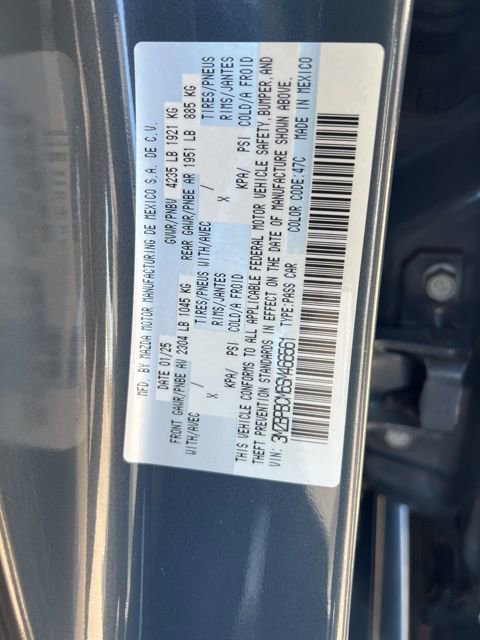 MFD. BY MAZDA MOTOR MANUFACTURING DE MEXICO S.A. DE C.V.
DATE 01/25 GVWR/PNBV 4235 LB 1921 KG
FRONT GAWR/PNBE AV 2304 LB 1045 KG REAR GAWR/PNBE AR 1951 LB 885 KG
WITH/AVEC / TIRES/PNEUS WITH/AVEC / TIRES/PNEUS
X RIMS/JANTES X RIMS/JANTES
KPA/ PSI COLD/A FROID KPA/ PSI COLD/A FROID
THIS VEHICLE CONFORMS TO ALL APPLICABLE FEDERAL MOTOR VEHICLE SAFETY, BUMPER, AND
THEFT PREVENTION STANDARDS IN EFFECT ON THE DATE OF MANUFACTURE SHOWN ABOVE.
VIN: TYPE:PASS CAR COLOR CODE:47C MADE IN MEXICO